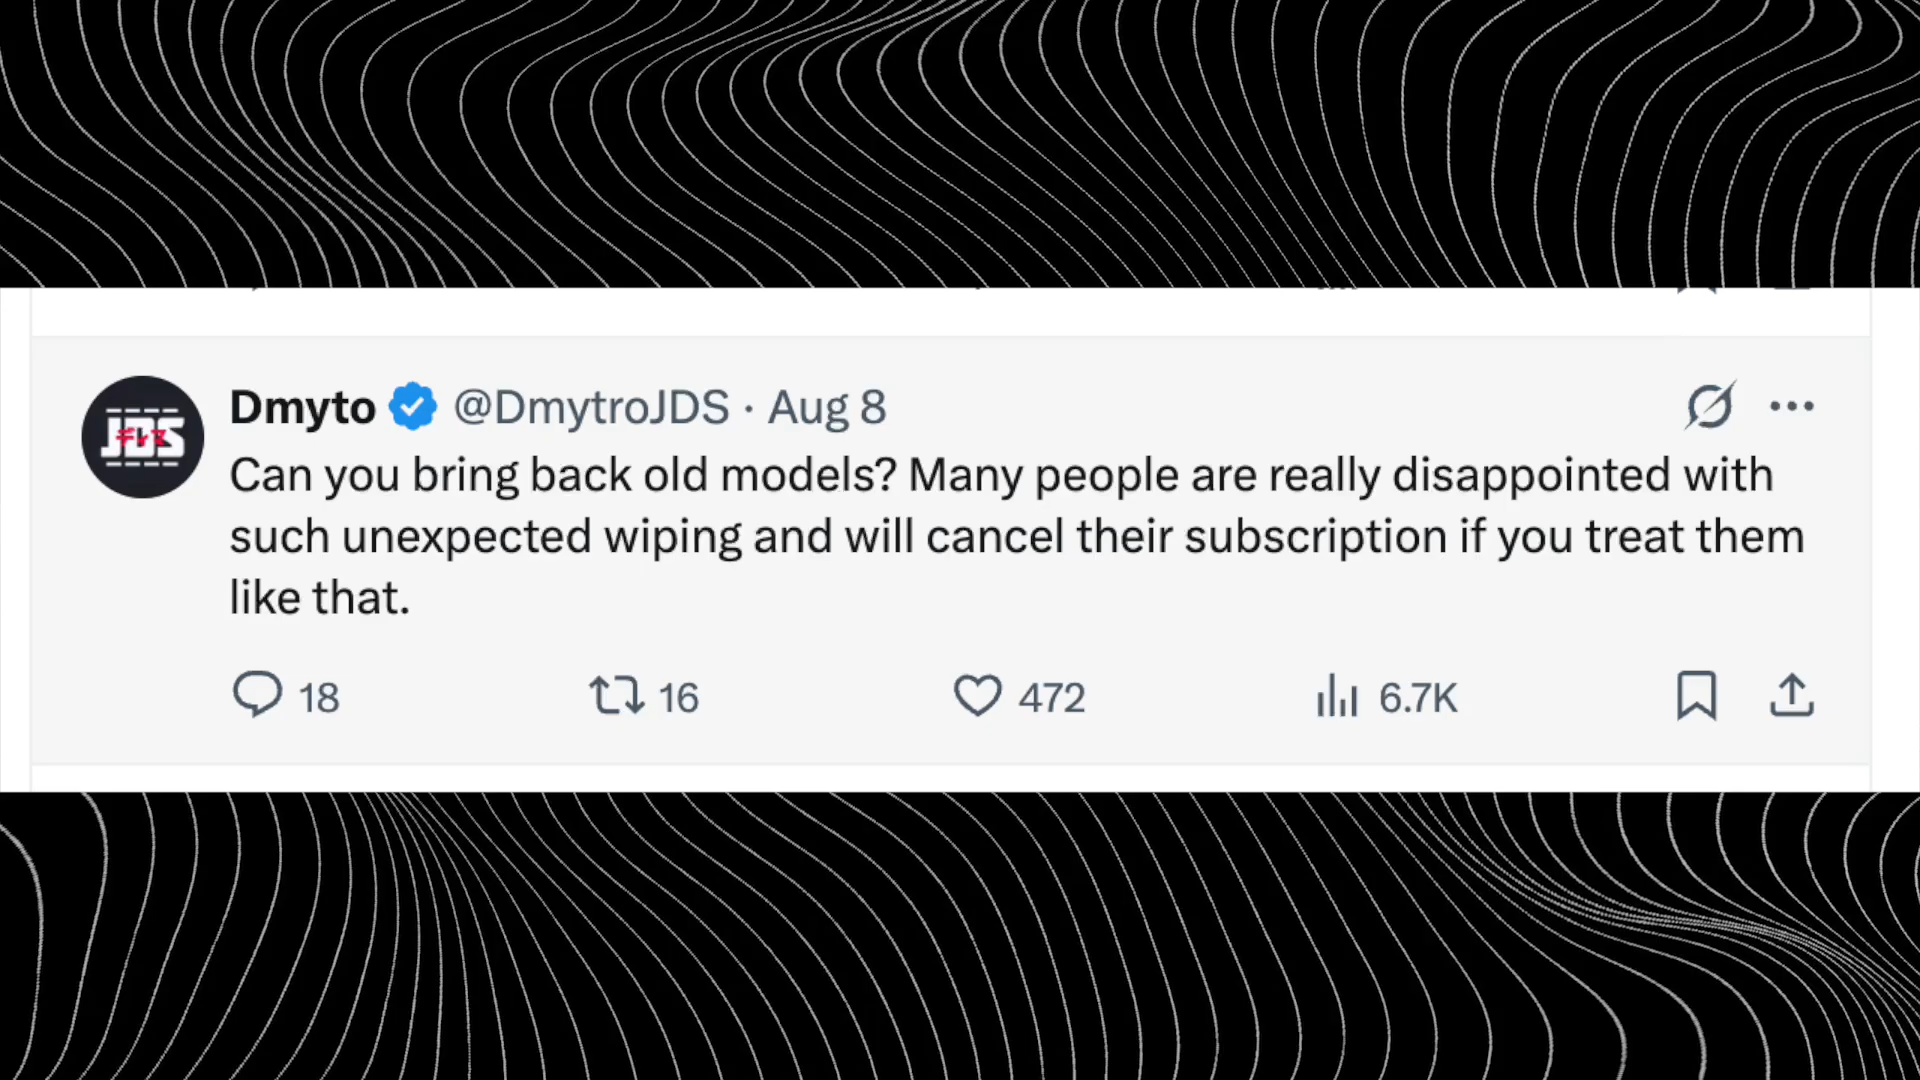 Dmyto @DmytroJDS · Aug 8
Can you bring back old models? Many people are really disappointed with
such unexpected wiping and will cancel their subscription if you treat them
like that.
18 16 472 6.7K